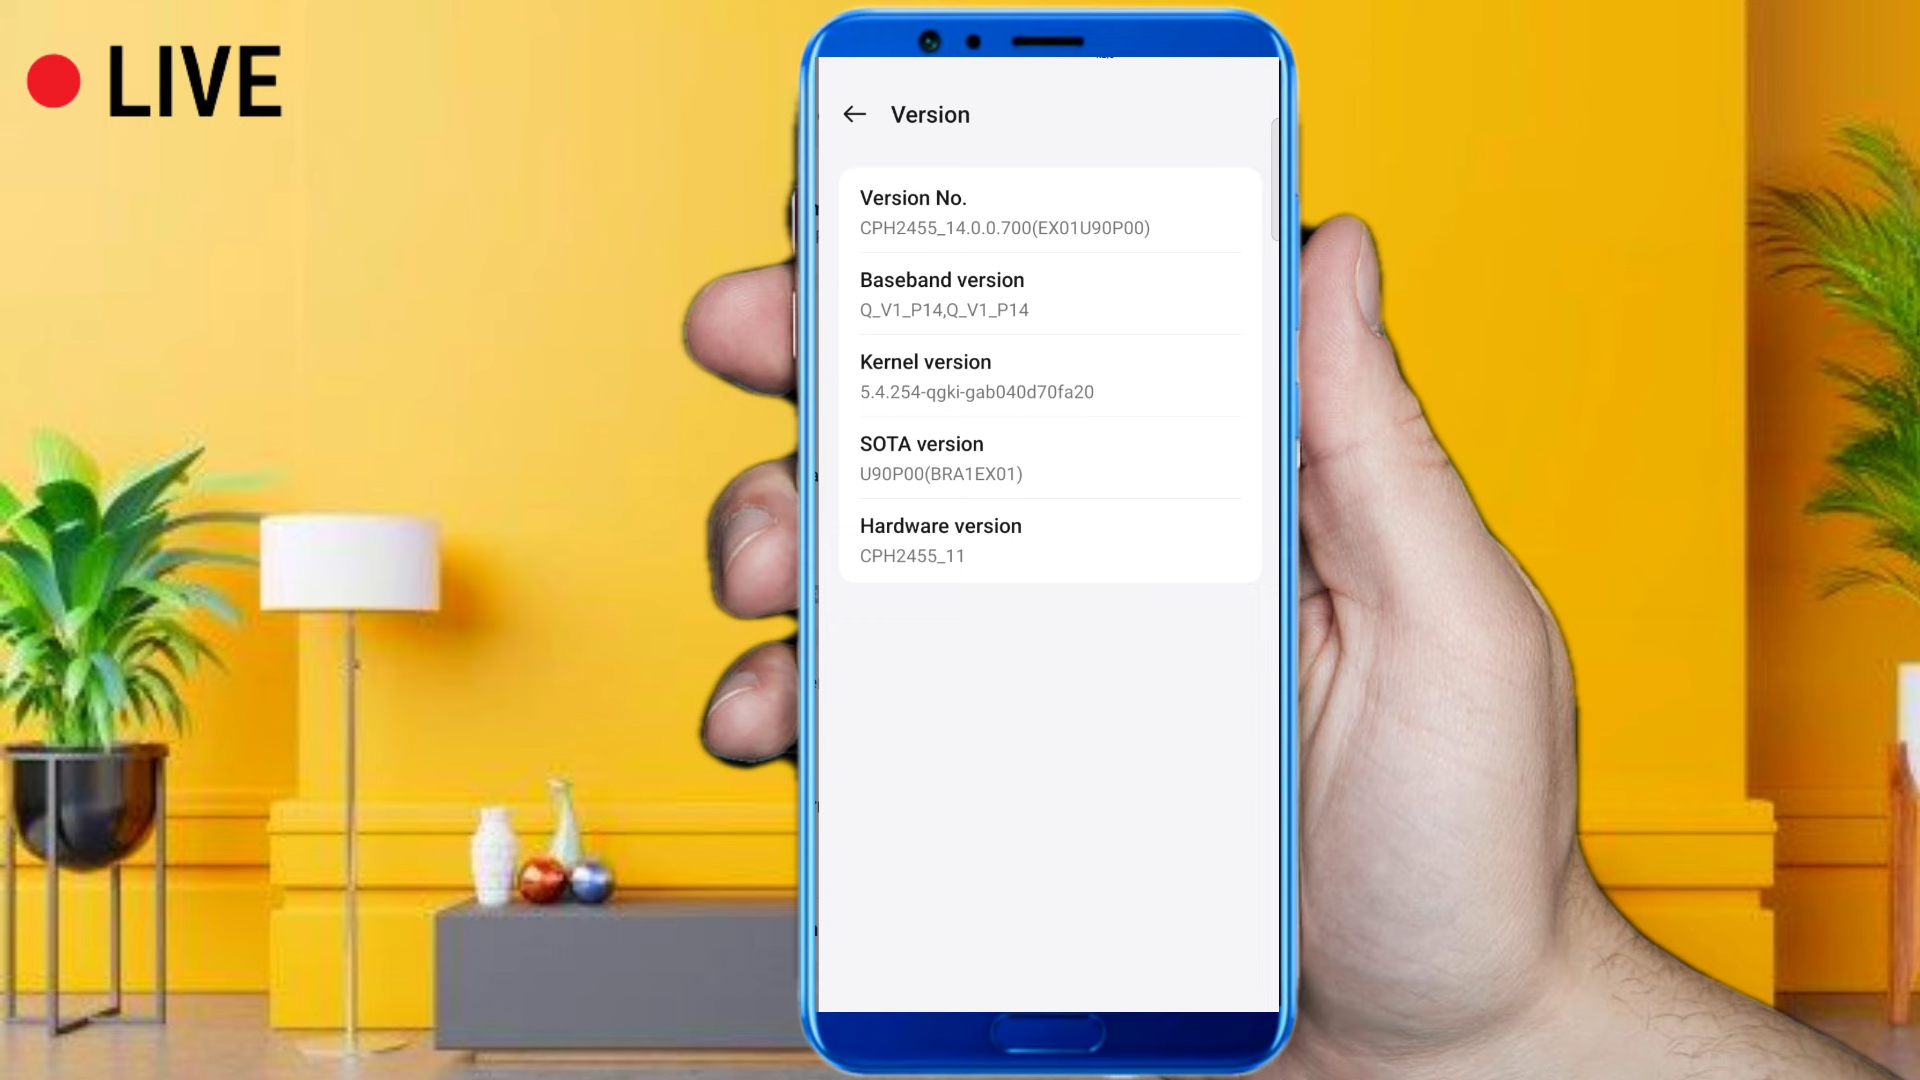 LIVE
Version
Version No.
CPH2455_14.0.0.700(EX01U90P00)
Baseband version
Q_V1_P14,Q_V1_P14
Kernel version
5.4.254-qgki-gab040d70fa20
SOTA version
U90P00(BRA1EX01)
Hardware version
CPH2455_11